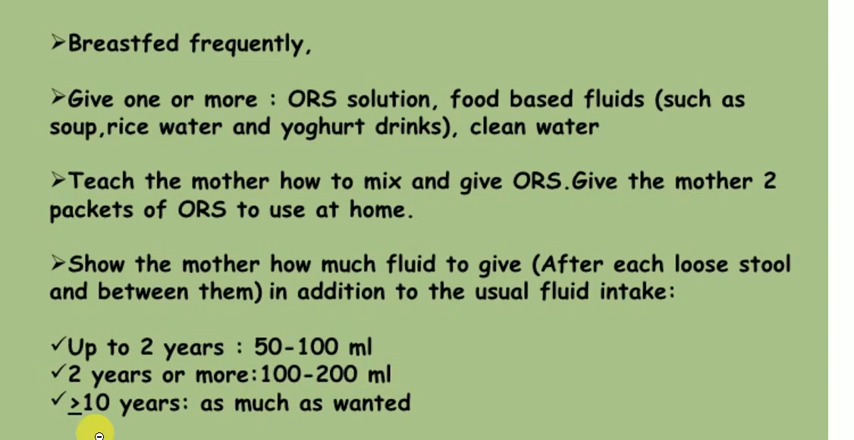 ➢Breastfed frequently,
➢Give one or more : ORS solution, food based fluids (such as
soup,rice water and yoghurt drinks), clean water
➢Teach the mother how to mix and give ORS.Give the mother 2
packets of ORS to use at home.
➢Show the mother how much fluid to give (After each loose stool
and between them) in addition to the usual fluid intake:
✓Up to 2 years : 50-100 ml
✓2 years or more:100-200 ml
✓≥10 years: as much as wanted